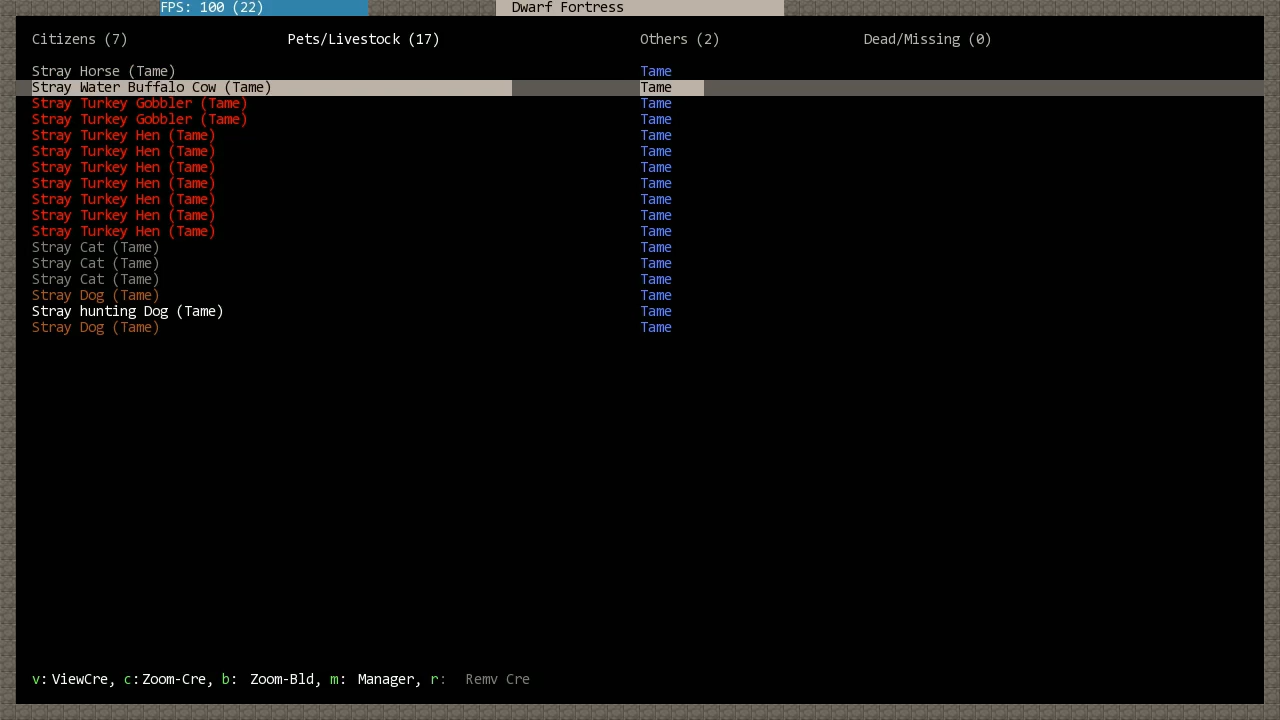 FPS: 100 (22) Dwarf Fortress
Citizens (7) Pets/Livestock (17) Others (2) Dead/Missing (0)
Stray Horse (Tame) Tame
Stray Water Buffalo Cow (Tame) Tame
Stray Turkey Gobbler (Tame) Tame
Stray Turkey Gobbler (Tame) Tame
Stray Turkey Hen (Tame) Tame
Stray Turkey Hen (Tame) Tame
Stray Turkey Hen (Tame) Tame
Stray Turkey Hen (Tame) Tame
Stray Turkey Hen (Tame) Tame
Stray Turkey Hen (Tame) Tame
Stray Turkey Hen (Tame) Tame
Stray Cat (Tame) Tame
Stray Cat (Tame) Tame
Stray Cat (Tame) Tame
Stray Dog (Tame) Tame
Stray hunting Dog (Tame) Tame
Stray Dog (Tame) Tame
v: ViewCre, c: Zoom-Cre, b: Zoom-Bld, m: Manager, r: Remv Cre